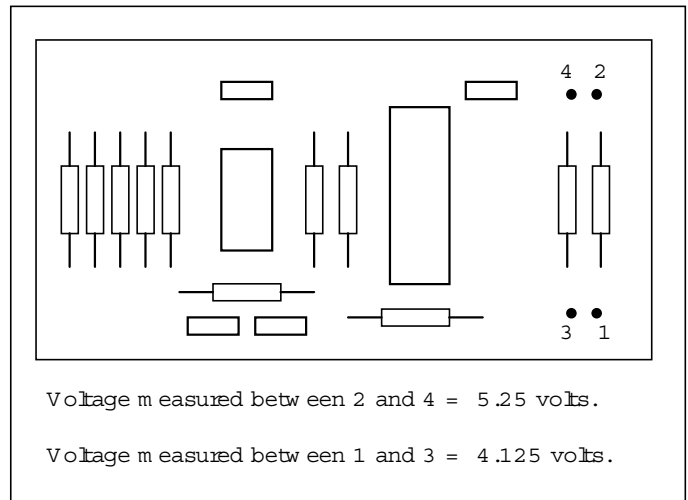 4 2
3 1
Voltage measured between 2 and 4 = 5.25 volts.
Voltage measured between 1 and 3 = 4.125 volts.